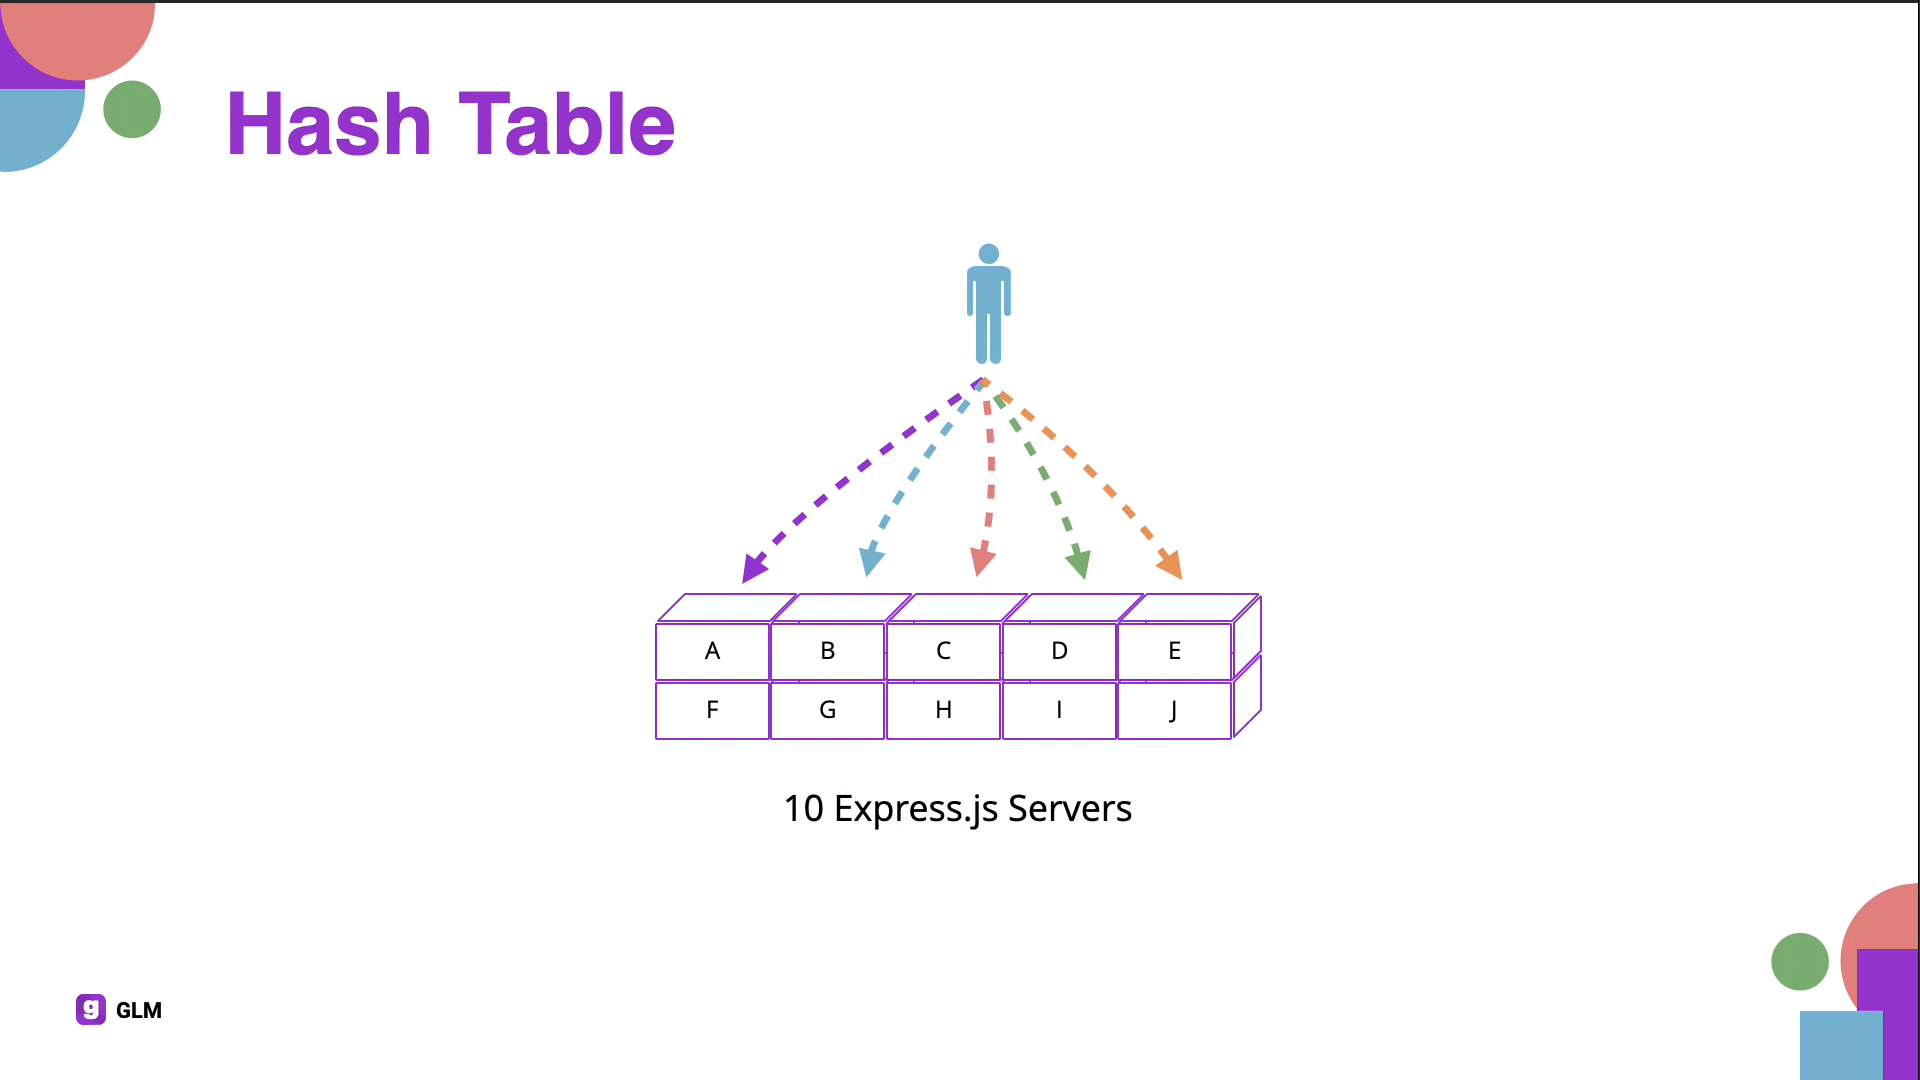 Hash Table
A B C D E
F G H I J
10 Express.js Servers
g GLM